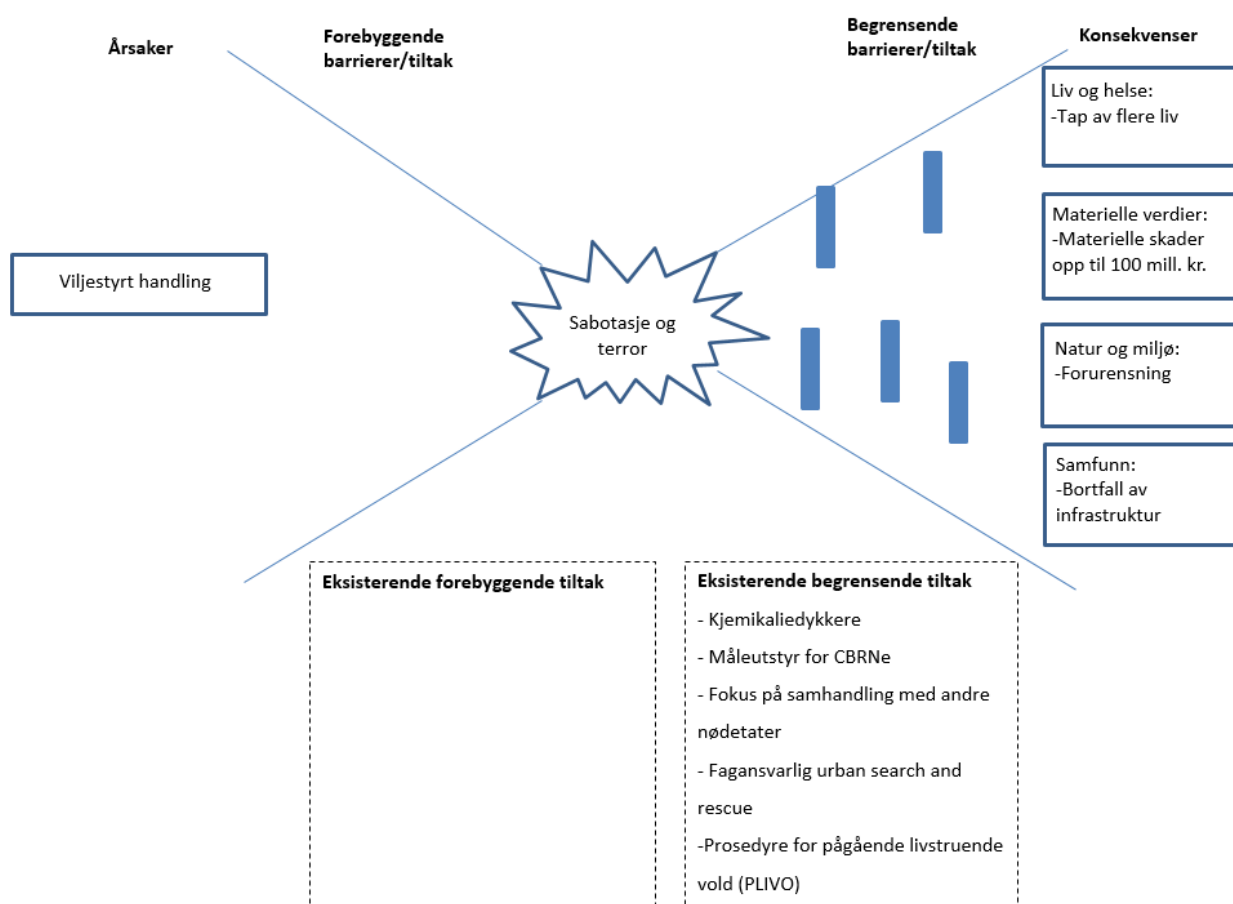 Årsaker
Forebyggende
barrierer/tiltak
Begrensende
barrierer/tiltak
Konsekvenser
Liv og helse:
-Tap av flere liv
Materielle verdier:
-Materielle skader
opp til 100 mill. kr.
Viljestyrt handling
Sabotasje og
terror
Natur og miljø:
-Forurensning
Samfunn:
-Bortfall av
infrastruktur
Eksisterende forebyggende tiltak
Eksisterende begrensende tiltak
- Kjemikaliedykkere
- Måleutstyr for CBRNe
- Fokus på samhandling med andre
nødetater
- Fagansvarlig urban search and
rescue
-Prosedyre for pågående livstruende
vold (PLIVO)